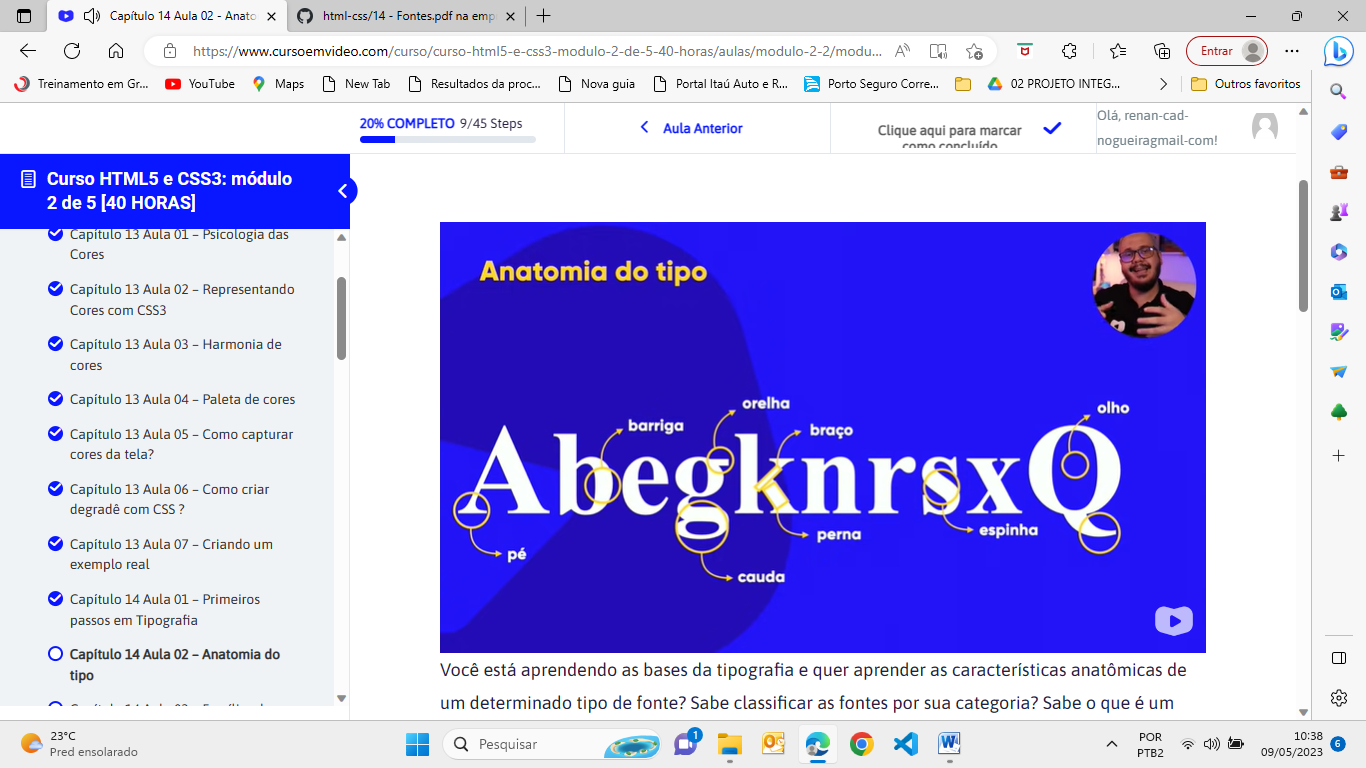 Capítulo 14 Aula 02 - Anato
html-css/14 - Fontes.pdf na emp
https://www.cursoemvideo.com/curso/curso-html5-e-css3-modulo-2-de-5-40-horas/aulas/modulo-2-2/modu...
Entrar
Treinamento em Gr...
YouTube
Maps
New Tab
Resultados da proc...
Nova guia
Portal Itaú Auto e R...
Porto Seguro Corre...
02 PROJETO INTEG...
Outros favoritos
20% COMPLETO 9/45 Steps
Aula Anterior
Clique aqui para marcar
como concluído
Olá, renan-cad-
nogueiragmail-com!
Curso HTML5 e CSS3: módulo
2 de 5 [40 HORAS]
Capítulo 13 Aula 01 – Psicologia das
Cores
Capítulo 13 Aula 02 – Representando
Cores com CSS3
Capítulo 13 Aula 03 – Harmonia de
cores
Capítulo 13 Aula 04 – Paleta de cores
Capítulo 13 Aula 05 – Como capturar
cores da tela?
Capítulo 13 Aula 06 – Como criar
degradê com CSS ?
Capítulo 13 Aula 07 – Criando um
exemplo real
Capítulo 14 Aula 01 – Primeiros
passos em Tipografia
Capítulo 14 Aula 02 – Anatomia do
tipo
Anatomia do tipo
orelha
olho
barriga
braço
AbegknrsxQ
espinha
perna
pé
cauda
Você está aprendendo as bases da tipografia e quer aprender as características anatômicas de
um determinado tipo de fonte? Sabe classificar as fontes por sua categoria? Sabe o que é um
23°C
Pred ensolarado
Pesquisar
1
POR
PTB2
10:38
09/05/2023
6